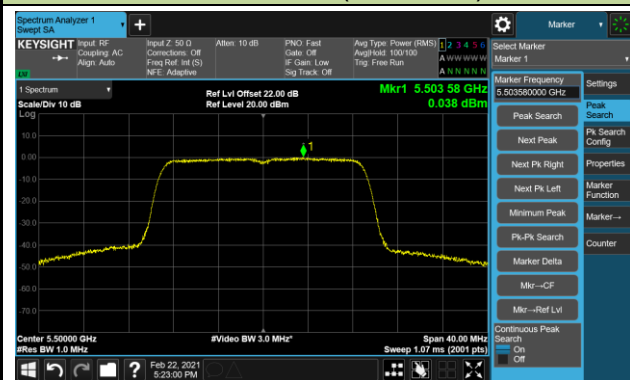 Spectrum Analyzer 1
Swept SA
KEYSIGHT
Input: RF
Coupling: AC
Align: Auto
Input Z: 50 Ω
Corrections: Off
Freq Ref: Int (S)
NFE: Adaptive
Atten: 10 dB
PNO: Fast
Gate: Off
IF Gain: Low
Sig Track: Off
Avg Type: Power (RMS)
Avg|Hold: 100/100
Trig: Free Run
1 2 3 4 5 6
A W W W W W
A N N N N N
1 Spectrum
Scale/Div 10 dB
Log
Ref Lvl Offset 22.00 dB
Ref Level 20.00 dBm
Mkr1 5.503 58 GHz
0.038 dBm
1
10.0
0.00
-10.0
-20.0
-30.0
-40.0
-50.0
-60.0
-70.0
Center 5.50000 GHz
#Res BW 1.0 MHz
#Video BW 3.0 MHz*
Span 40.00 MHz
Sweep 1.07 ms (2001 pts)
Feb 22, 2021
5:23:00 PM
Marker
Select Marker
Marker 1
Marker Frequency
5.503580000 GHz
Peak Search
Next Peak
Next Pk Right
Next Pk Left
Minimum Peak
Pk-Pk Search
Marker Delta
Mkr→CF
Mkr→Ref Lvl
Continuous Peak
Search
On
Off
Settings
Peak
Search
Pk Search
Config
Properties
Marker
Function
Marker→
Counter